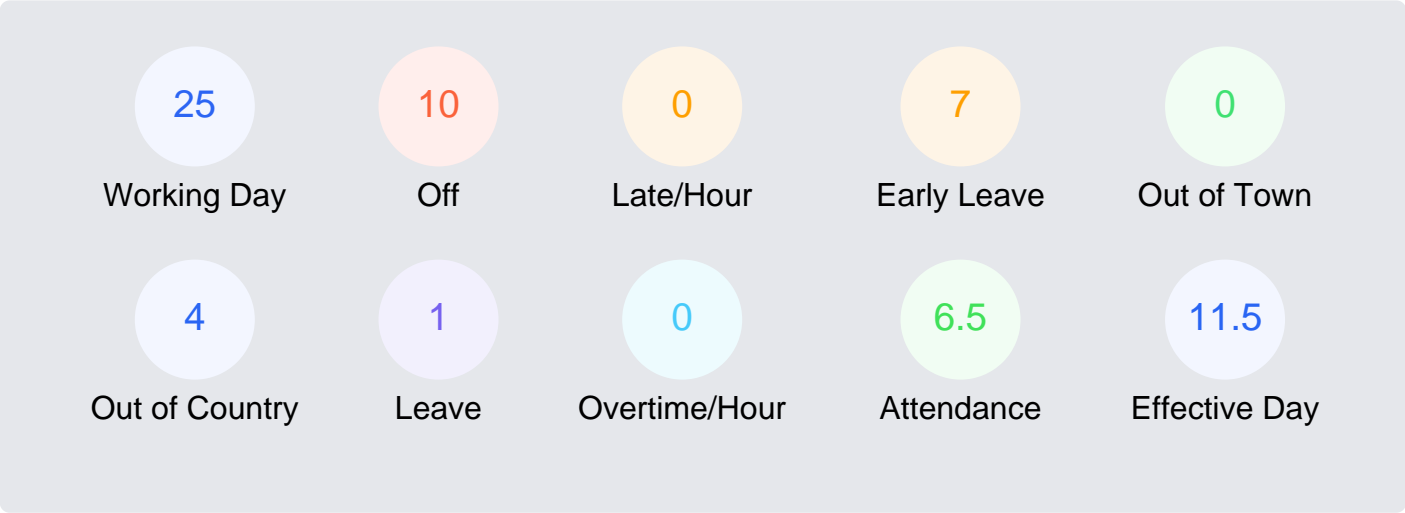 25 10 0 7 0
Working Day Off Late/Hour Early Leave Out of Town
4 1 0 6.5 11.5
Out of Country Leave Overtime/Hour Attendance Effective Day